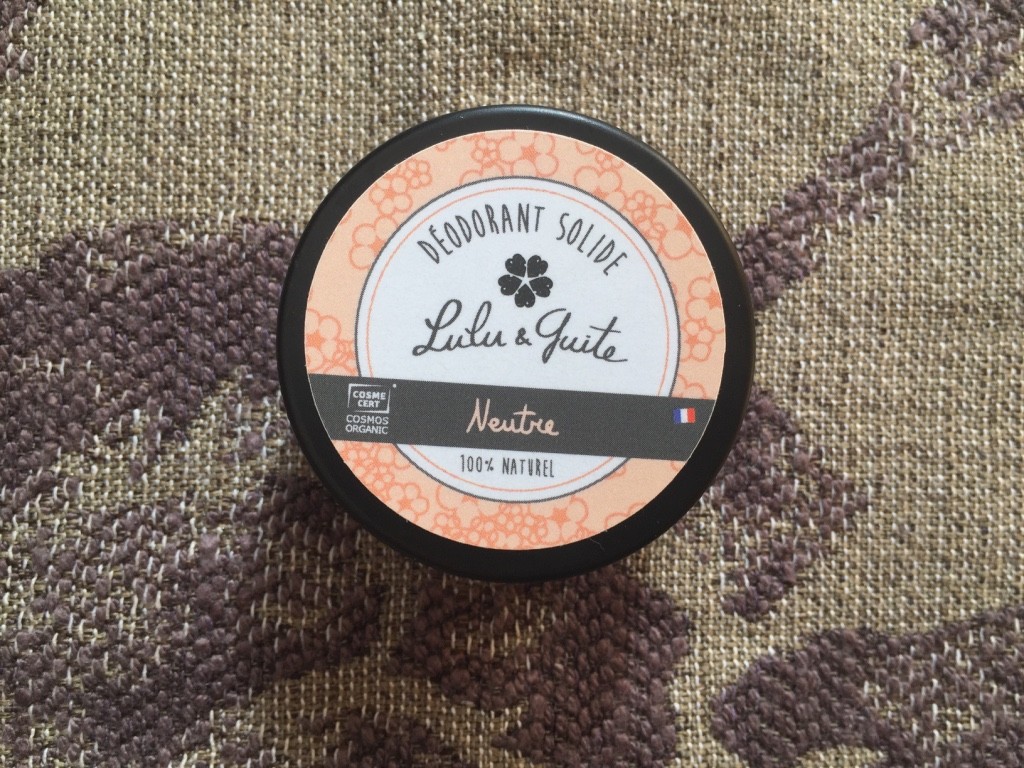 DÉODORANT SOLIDE
Lulu & Guite
COSME
CERT
COSMOS
ORGANIC
Neutre
100% NATUREL